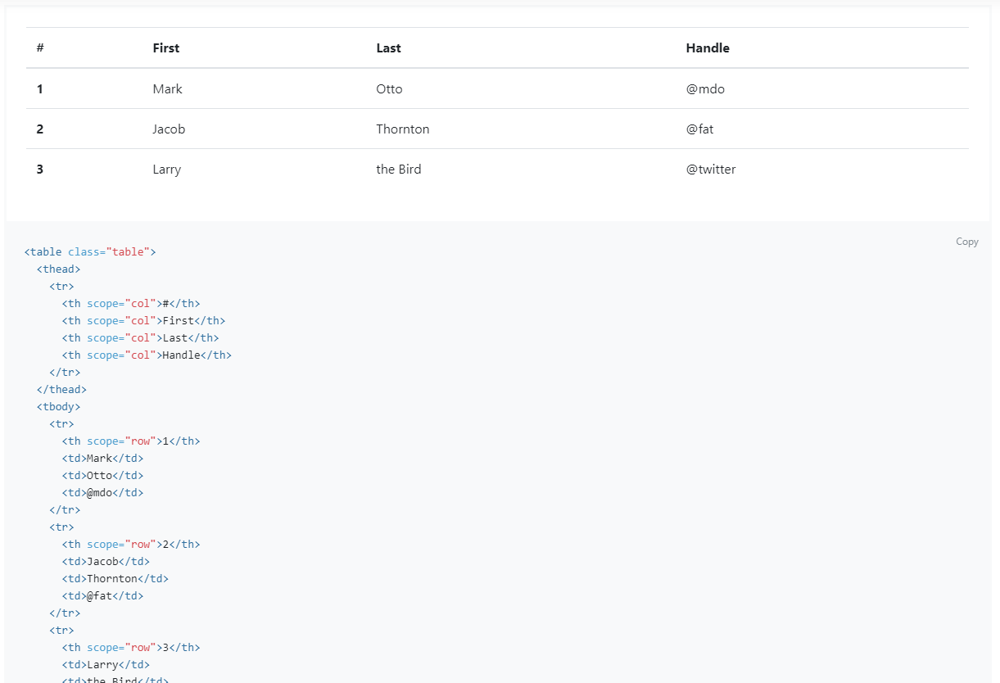 # First Last Handle
1 Mark Otto @mdo
2 Jacob Thornton @fat
3 Larry the Bird @twitter
Copy
<table class="table">
  <thead>
    <tr>
      <th scope="col">#</th>
      <th scope="col">First</th>
      <th scope="col">Last</th>
      <th scope="col">Handle</th>
    </tr>
  </thead>
  <tbody>
    <tr>
      <th scope="row">1</th>
      <td>Mark</td>
      <td>Otto</td>
      <td>@mdo</td>
    </tr>
    <tr>
      <th scope="row">2</th>
      <td>Jacob</td>
      <td>Thornton</td>
      <td>@fat</td>
    </tr>
    <tr>
      <th scope="row">3</th>
      <td>Larry</td>
      <td>the Bird</td>